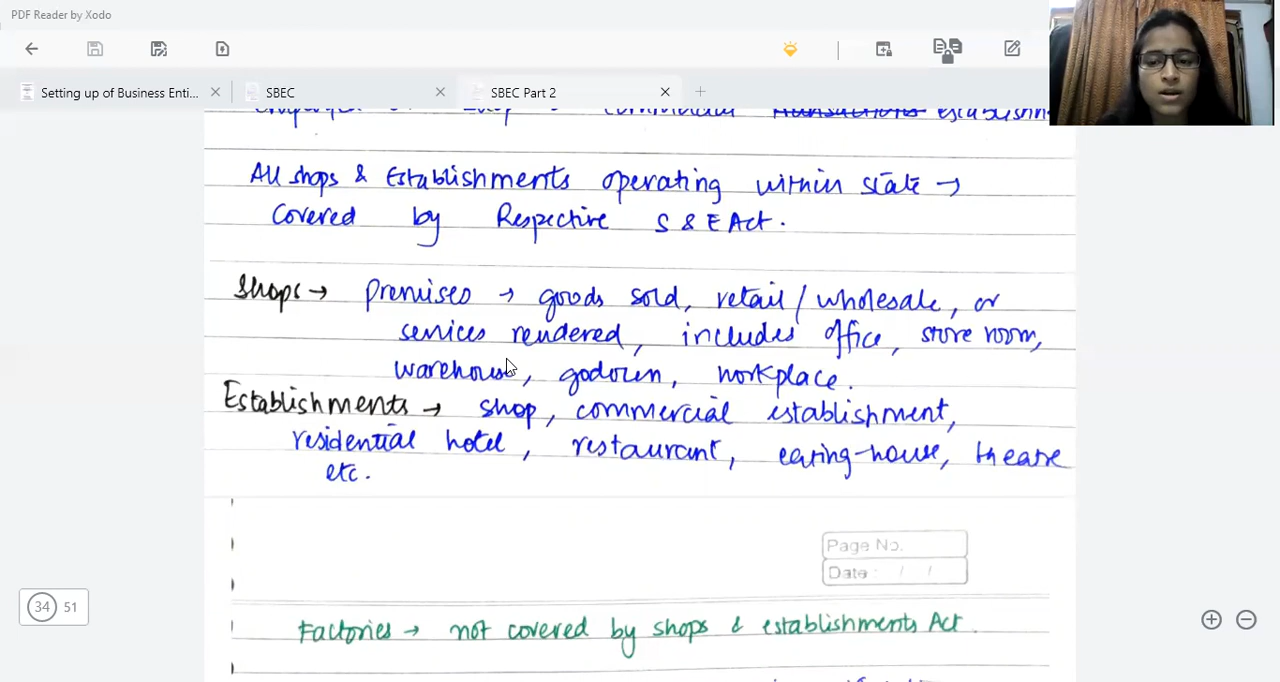 PDF Reader by Xodo
Setting up of Business Enti...
SBEC
SBEC Part 2
All shops & Establishments operating within state →
Covered by Respective S & E Act.
Shops → premises → goods sold, retail / wholesale, or
services rendered, includes office, store room,
warehouse, godown, workplace.
Establishments → shop, commercial establishment,
residential hotel, restaurant, eating-house, theatre
etc.
Page No.
Date / /
Factories → not covered by shops & establishments Act.
34 51